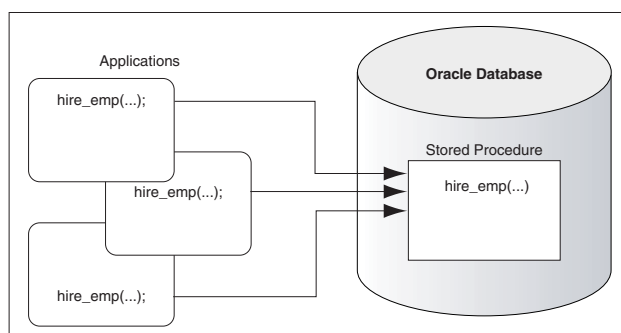 Applications
hire_emp(...);
hire_emp(...);
hire_emp(...);
Oracle Database
Stored Procedure
hire_emp(...)